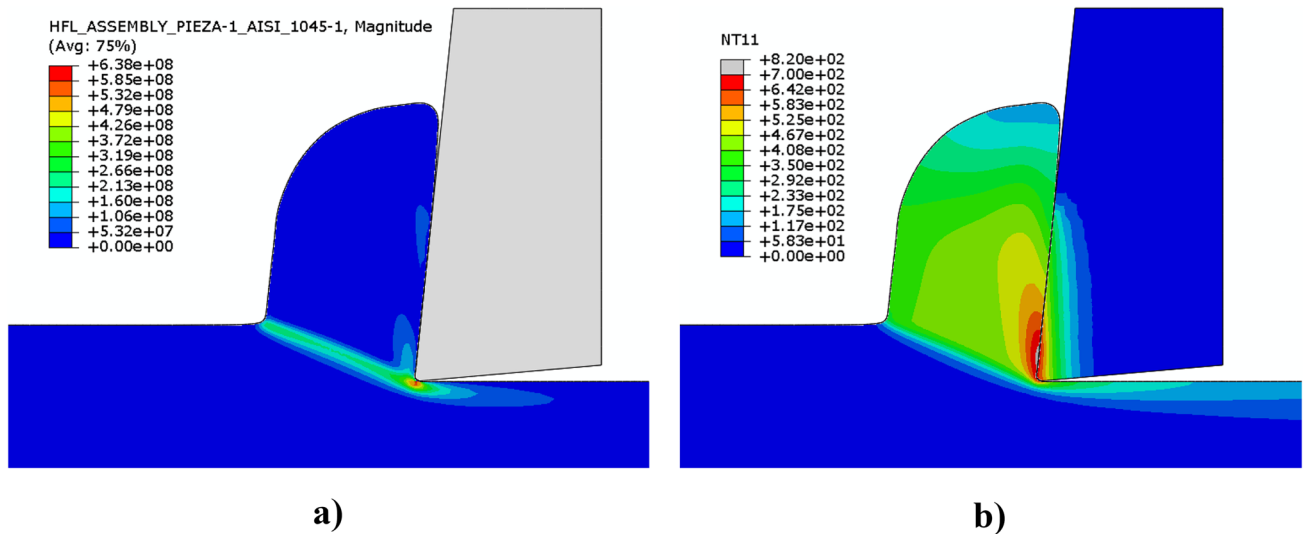 HFL_ASSEMBLY_PIEZA-1_AISI_1045-1, Magnitude
(Avg: 75%)
+6.38e+08
+5.85e+08
+5.32e+08
+4.79e+08
+4.26e+08
+3.72e+08
+3.19e+08
+2.66e+08
+2.13e+08
+1.60e+08
+1.06e+08
+5.32e+07
+0.00e+00
NT11
+8.20e+02
+7.00e+02
+6.42e+02
+5.83e+02
+5.25e+02
+4.67e+02
+4.08e+02
+3.50e+02
+2.92e+02
+2.33e+02
+1.75e+02
+1.17e+02
+5.83e+01
+0.00e+00
a)
b)